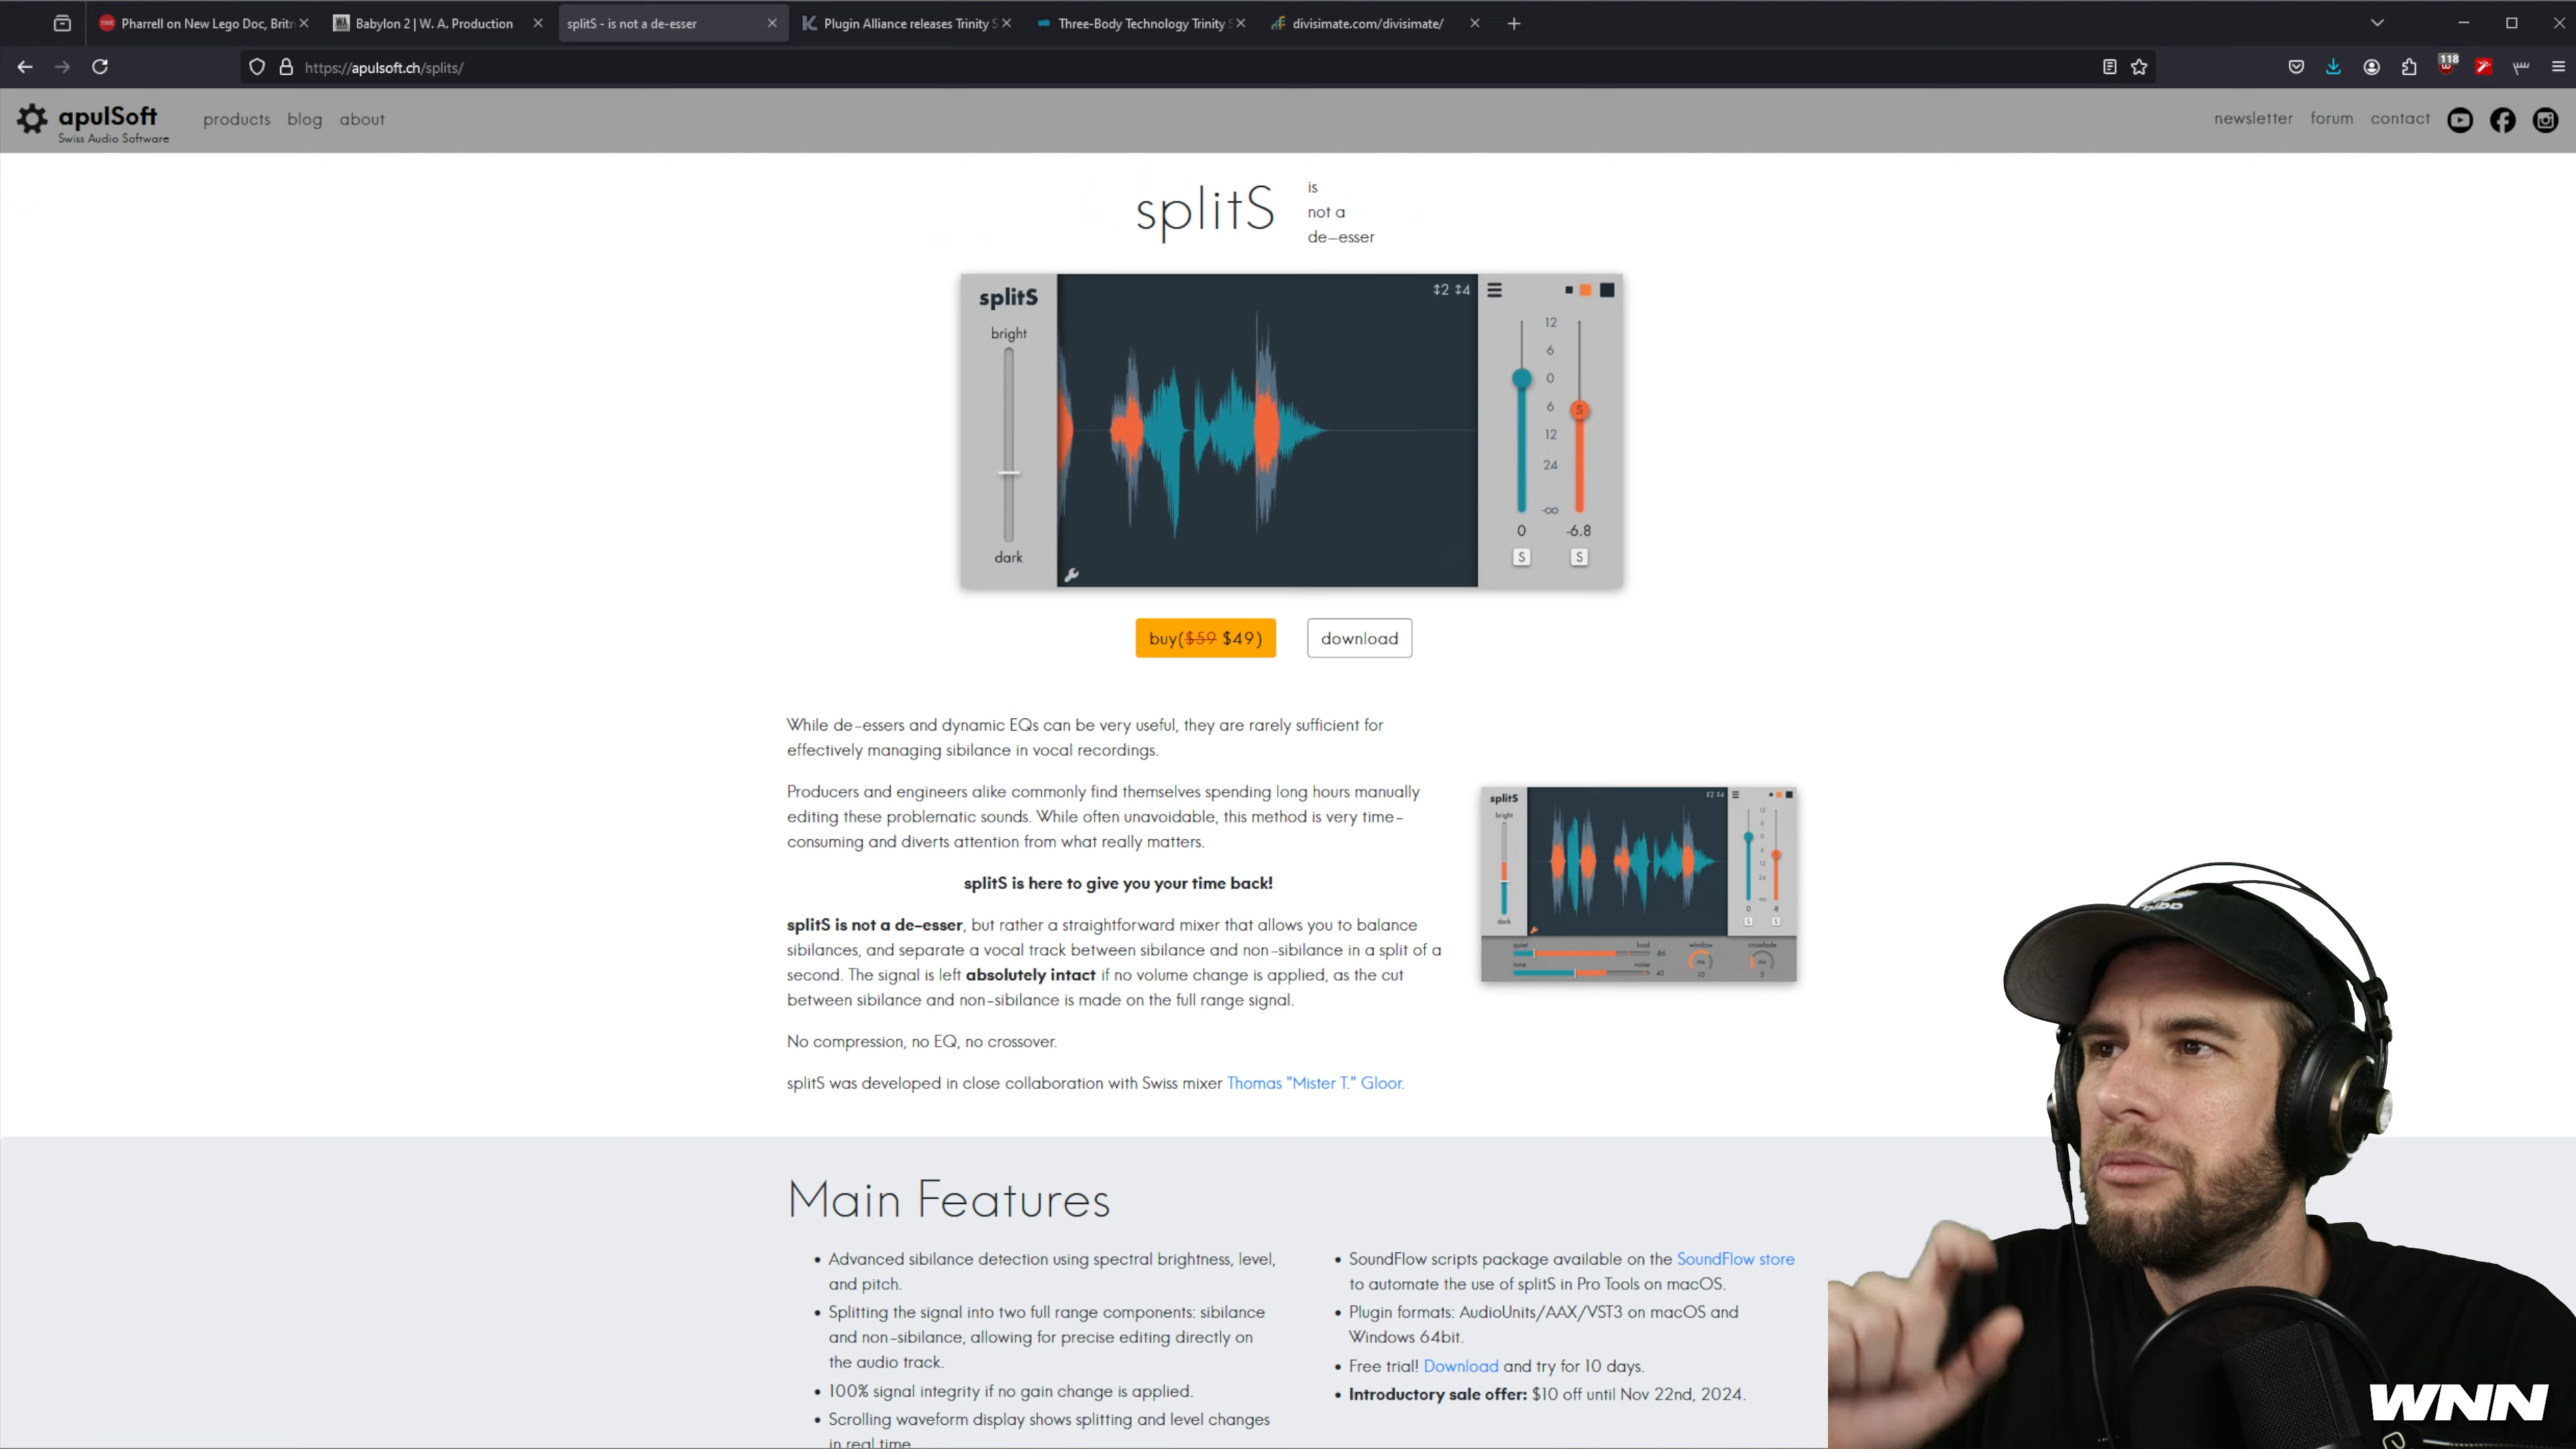 Pharrell on New Lego Doc, Britn
Babylon 2 | W. A. Production
splitS - is not a de-esser
Plugin Alliance releases Trinity S
Three-Body Technology Trinity
divisimate.com/divisimate/
https://apulsoft.ch/splits/
118
apulSoft
Swiss Audio Software
products blog about
newsletter forum contact
splitS
is
not a
de-esser
splitS
bright
dark
↕2 ↕4
12
6
0
6
12
24
-∞
S
0 -6.8
S S
buy($59 $49)
download
While de-essers and dynamic EQs can be very useful, they are rarely sufficient for
effectively managing sibilance in vocal recordings.
Producers and engineers alike commonly find themselves spending long hours manually
editing these problematic sounds. While often unavoidable, this method is very time-
consuming and diverts attention from what really matters.
splitS is here to give you your time back!
splitS is not a de-esser, but rather a straightforward mixer that allows you to balance
sibilances, and separate a vocal track between sibilance and non-sibilance in a split of a
second. The signal is left absolutely intact if no volume change is applied, as the cut
between sibilance and non-sibilance is made on the full range signal.
No compression, no EQ, no crossover.
splitS was developed in close collaboration with Swiss mixer Thomas "Mister T." Gloor.
splitS
bright
dark
quiet loud
tone noise
window
crossfade
Main Features
• Advanced sibilance detection using spectral brightness, level,
and pitch.
• Splitting the signal into two full range components: sibilance
and non-sibilance, allowing for precise editing directly on
the audio track.
• 100% signal integrity if no gain change is applied.
• Scrolling waveform display shows splitting and level changes
in real time
• SoundFlow scripts package available on the SoundFlow store
to automate the use of splitS in Pro Tools on macOS.
• Plugin formats: AudioUnits/AAX/VST3 on macOS and
Windows 64bit.
• Free trial! Download and try for 10 days.
• Introductory sale offer: $10 off until Nov 22nd, 2024.
WNN